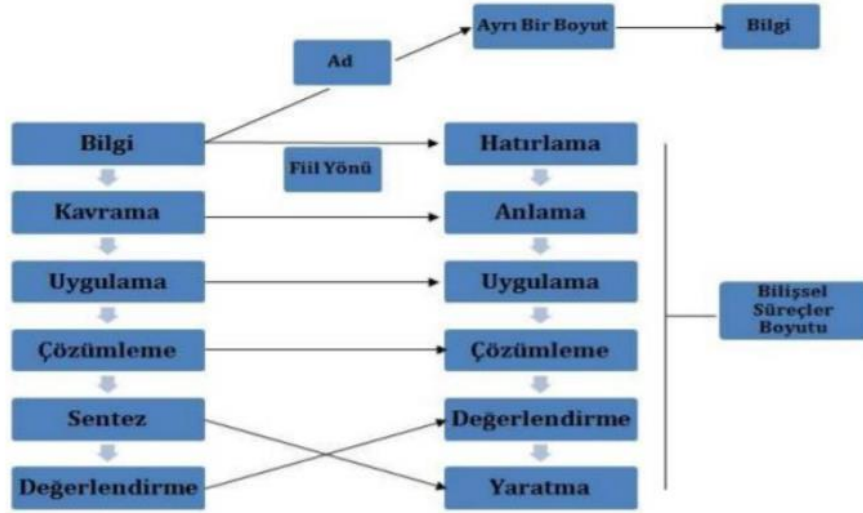 Ayrı Bir Boyut
Bilgi
Ad
Bilgi
Hatırlama
Fiil Yönü
Kavrama
Anlama
Uygulama
Uygulama
Bilişsel
Süreçler
Boyutu
Çözümleme
Çözümleme
Sentez
Değerlendirme
Değerlendirme
Yaratma